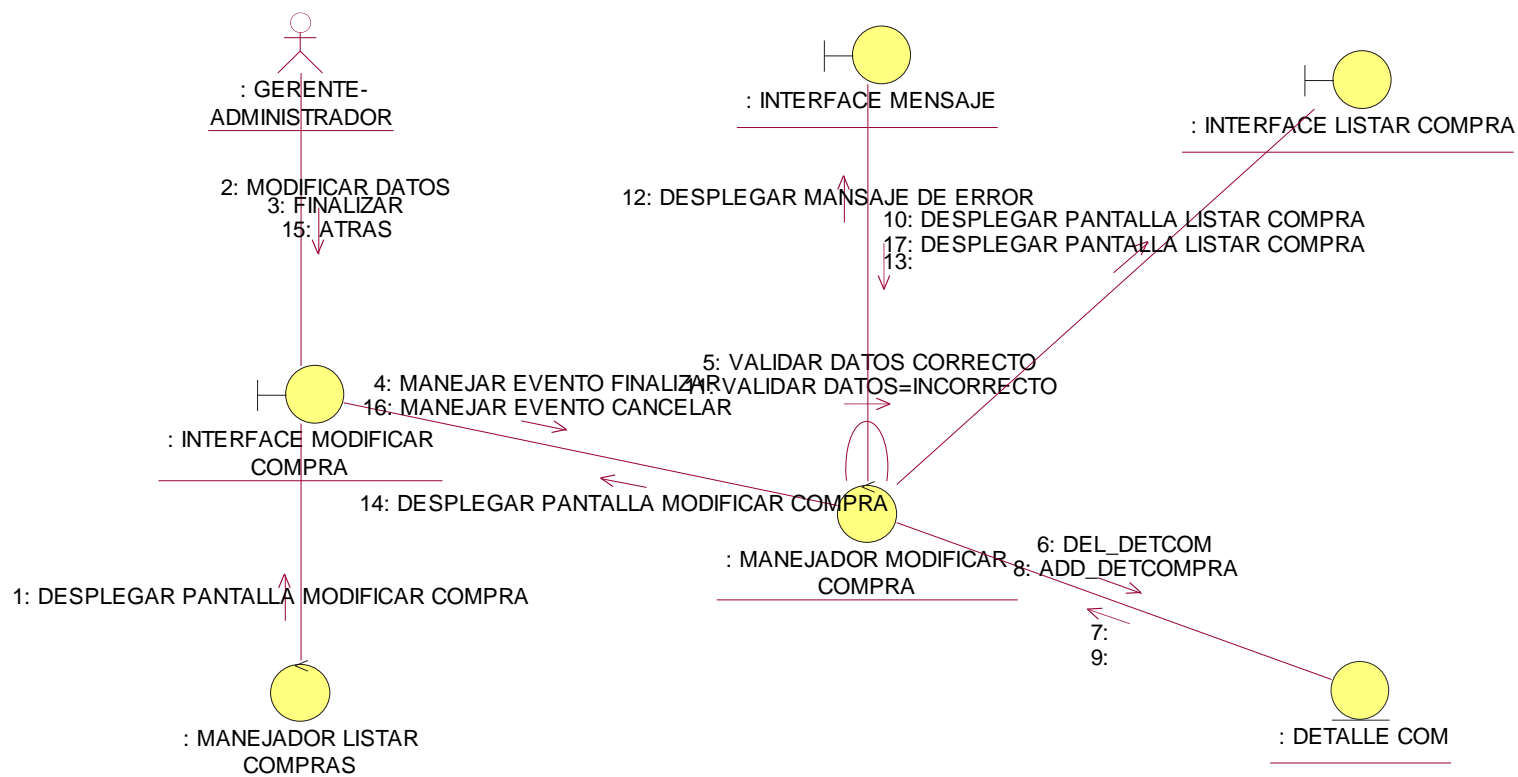 : GERENTE-
ADMINISTRADOR
: INTERFACE MENSAJE
: INTERFACE LISTAR COMPRA
2: MODIFICAR DATOS
3: FINALIZAR
15: ATRAS
12: DESPLEGAR MANSAJE DE ERROR
10: DESPLEGAR PANTALLA LISTAR COMPRA
17: DESPLEGAR PANTALLA LISTAR COMPRA
13:
5: VALIDAR DATOS CORRECTO
11: VALIDAR DATOS=INCORRECTO
4: MANEJAR EVENTO FINALIZAR
16: MANEJAR EVENTO CANCELAR
: INTERFACE MODIFICAR
COMPRA
14: DESPLEGAR PANTALLA MODIFICAR COMPRA
: MANEJADOR MODIFICAR
COMPRA
6: DEL_DETCOM
8: ADD_DETCOMPRA
7:
9:
1: DESPLEGAR PANTALLA MODIFICAR COMPRA
: MANEJADOR LISTAR
COMPRAS
: DETALLE COM